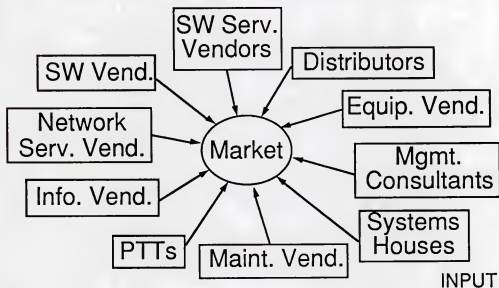 SW Serv.
Vendors
SW Vend.
Distributors
Equip. Vend.
Network
Serv. Vend.
Market
Mgmt.
Consultants
Info. Vend.
Systems
Houses
PTTs
Maint. Vend.
INPUT